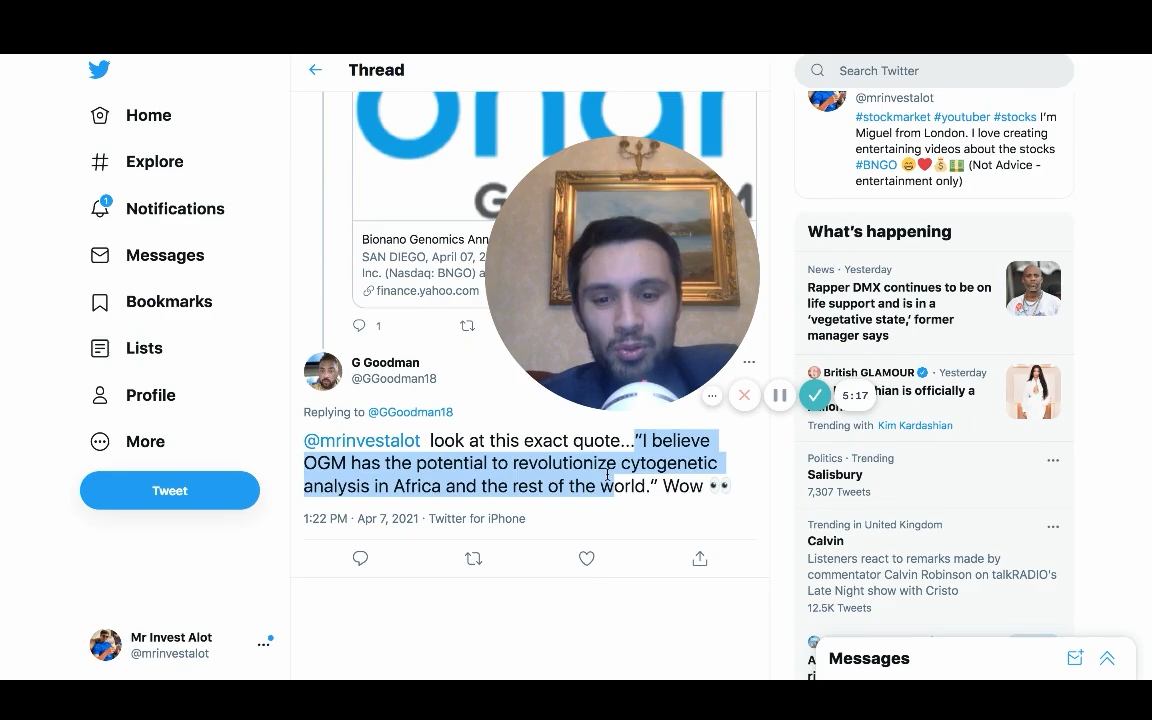 Home
Explore
1
Notifications
Messages
Bookmarks
Lists
Profile
More
Tweet
Mr Invest Alot
@mrinvestalot
Thread
Bionano Genomics Ann
SAN DIEGO, April 07, 2
Inc. (Nasdaq: BNGO) a
finance.yahoo.com
1
G Goodman
@GGoodman18
Replying to @GGoodman18
@mrinvestalot look at this exact quote...“I believe
OGM has the potential to revolutionize cytogenetic
analysis in Africa and the rest of the world.” Wow 👀
1:22 PM · Apr 7, 2021 · Twitter for iPhone
5:17
Search Twitter
@mrinvestalot
#stockmarket #youtuber #stocks I'm
Miguel from London. I love creating
entertaining videos about the stocks
#BNGO 😄❤️💰💵 (Not Advice -
entertainment only)
What's happening
News · Yesterday
Rapper DMX continues to be on
life support and is in a
‘vegetative state,’ former
manager says
British GLAMOUR · Yesterday
hian is officially a
Trending with Kim Kardashian
Politics · Trending
Salisbury
7,307 Tweets
Trending in United Kingdom
Calvin
Listeners react to remarks made by
commentator Calvin Robinson on talkRADIO's
Late Night show with Cristo
12.5K Tweets
Messages